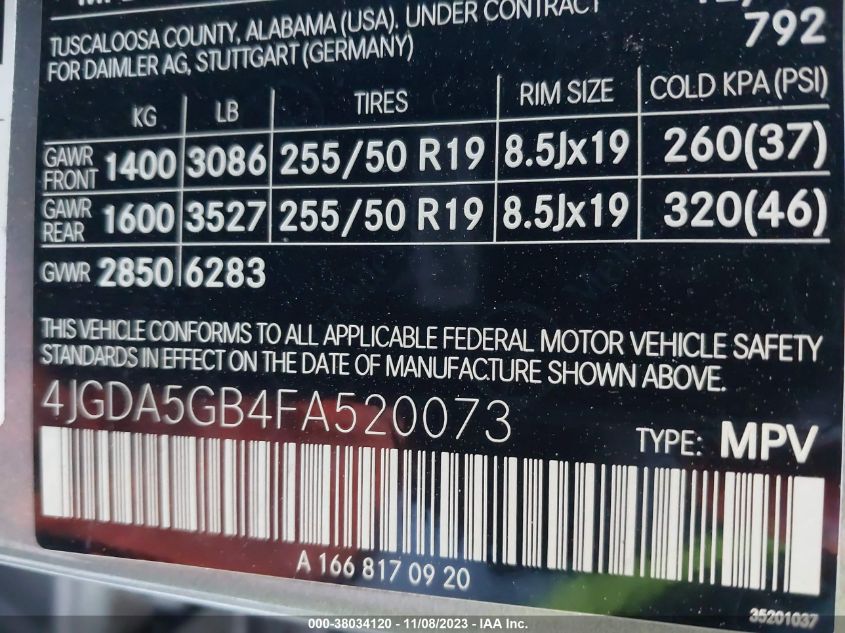 TUSCALOOSA COUNTY, ALABAMA (USA), UNDER CONTRACT
792
FOR DAIMLER AG, STUTTGART (GERMANY)
KG LB TIRES RIM SIZE COLD KPA (PSI)
GAWR FRONT 1400 3086 255/50 R19 8.5Jx19 260(37)
GAWR REAR 1600 3527 255/50 R19 8.5Jx19 320(46)
GVWR 2850 6283
THIS VEHICLE CONFORMS TO ALL APPLICABLE FEDERAL MOTOR VEHICLE SAFETY
STANDARDS IN EFFECT ON THE DATE OF MANUFACTURE SHOWN ABOVE.
4JGDA5GB4FA520073
TYPE: MPV
A 166 817 09 20
35201037
000-38034120 - 11/08/2023 - IAA Inc.